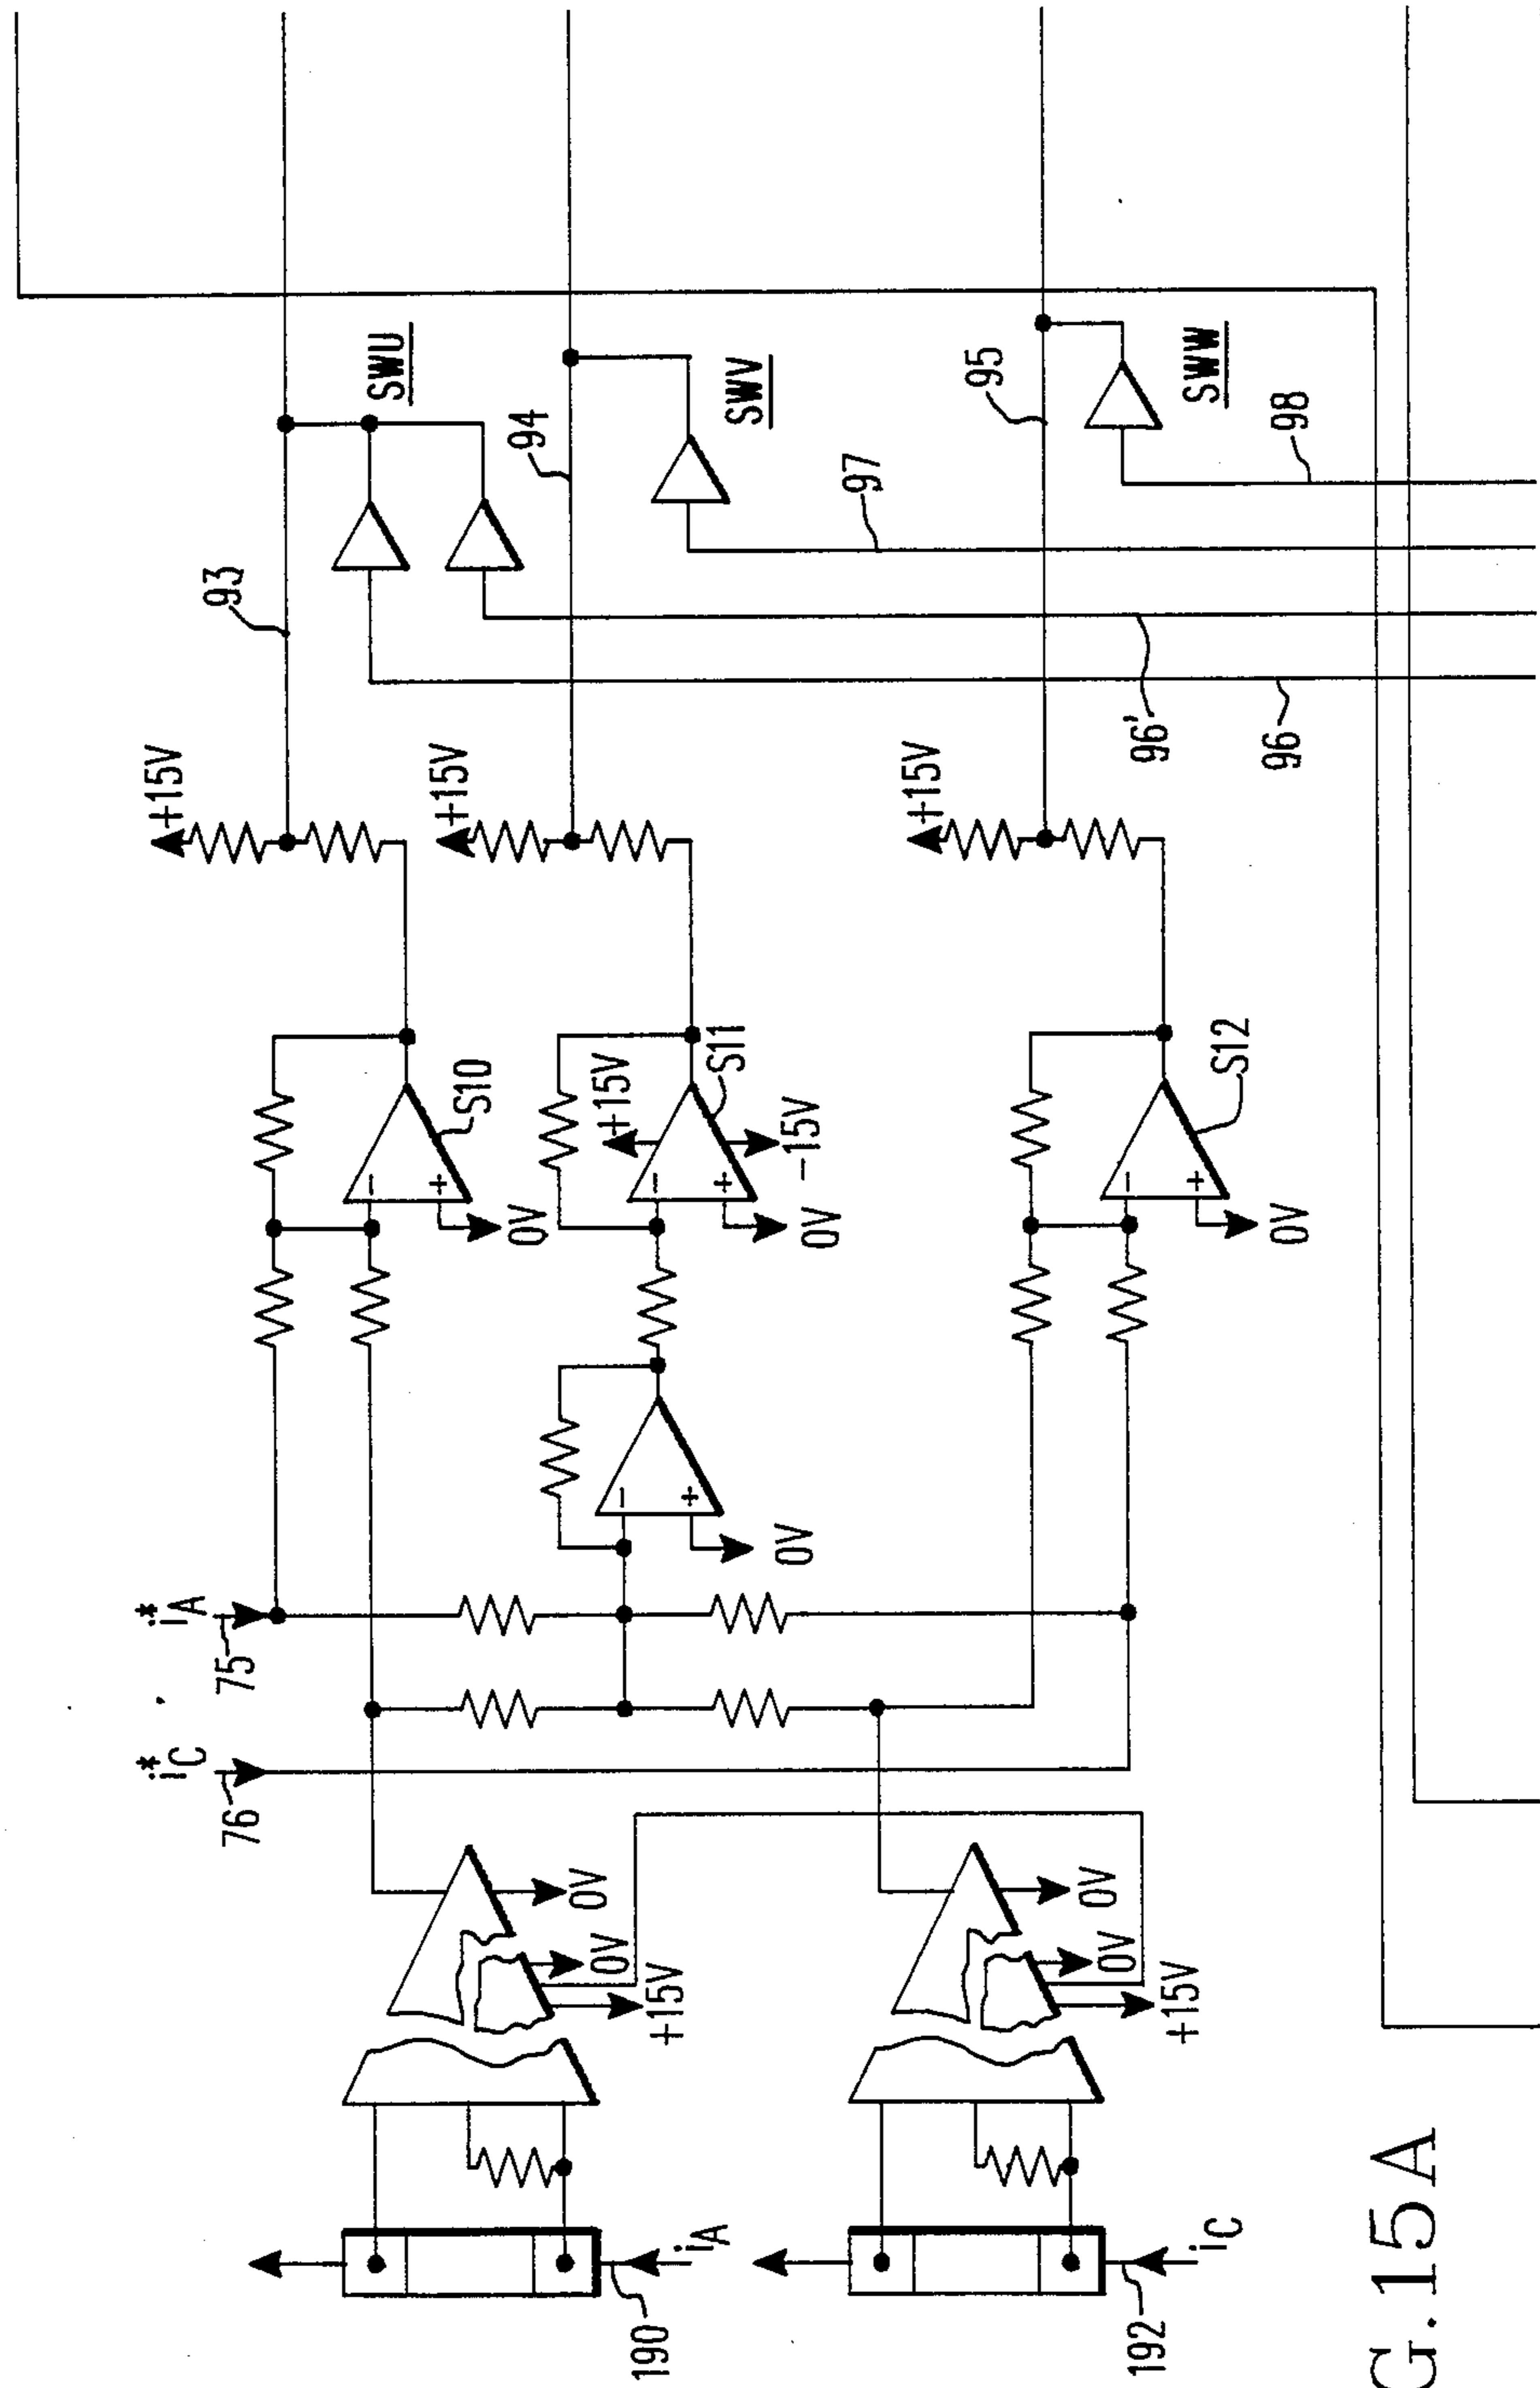 i*A
75
i*C
76
93
+15V
SWU
94
+15V
S10
0V
+15V
S11
-15V
0V
0V
SWV
97
95
+15V
SWW
98
96'
96
S12
0V
0V
0V
+15V
0V
0V
+15V
iA
190
iC
192
G.15A